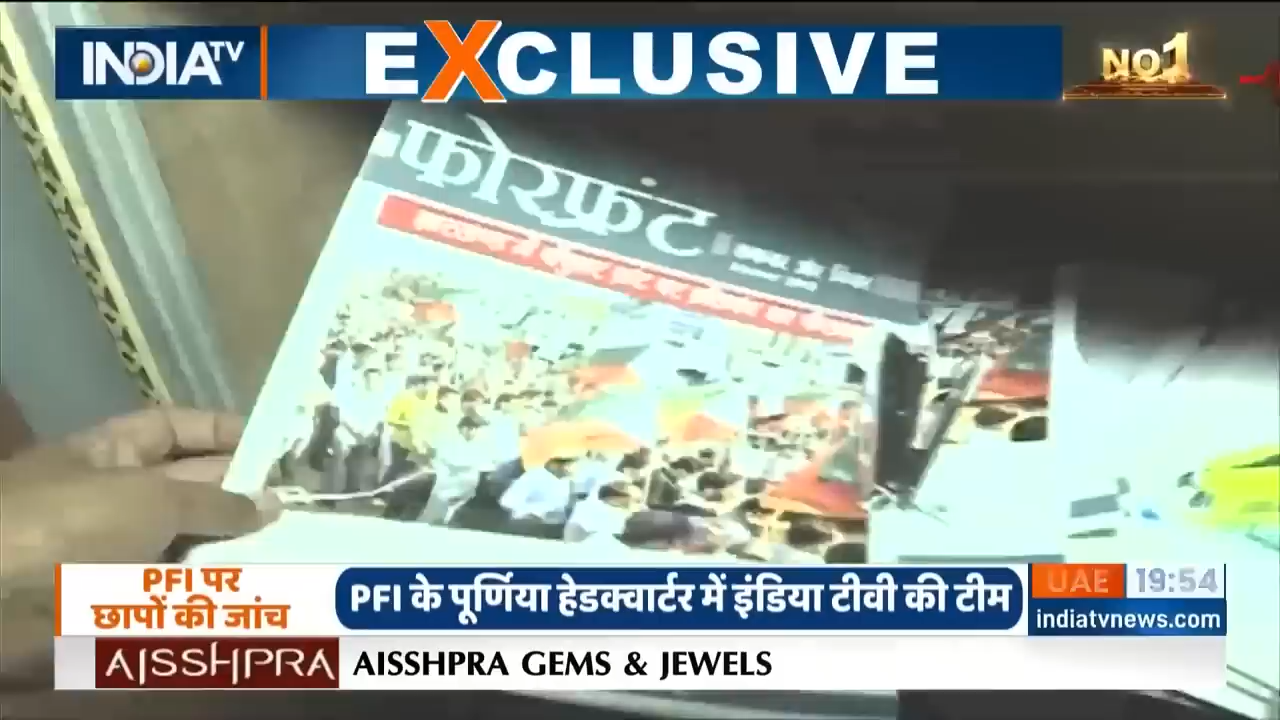 INDIA TV
EXCLUSIVE
NO1
फोरफ्रंट
PFI पर
छापों की जांच
PFI के पूर्णिया हेडक्वार्टर में इंडिया टीवी की टीम
UAE 19:54
indiatvnews.com
AISSHPRA
AISSHPRA GEMS & JEWELS